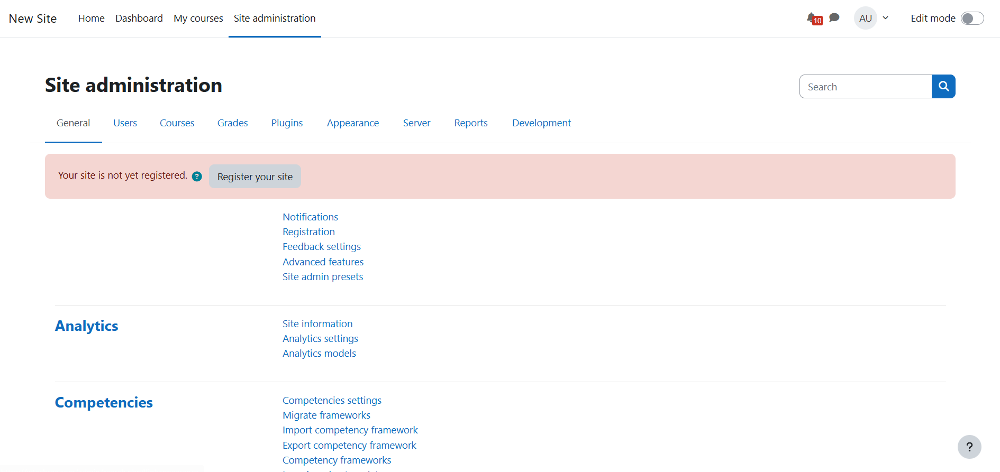 New Site Home Dashboard My courses Site administration 10 AU Edit mode
Site administration
Search
General Users Courses Grades Plugins Appearance Server Reports Development
Your site is not yet registered. ? Register your site
Notifications
Registration
Feedback settings
Advanced features
Site admin presets
Analytics
Site information
Analytics settings
Analytics models
Competencies
Competencies settings
Migrate frameworks
Import competency framework
Export competency framework
Competency frameworks
?